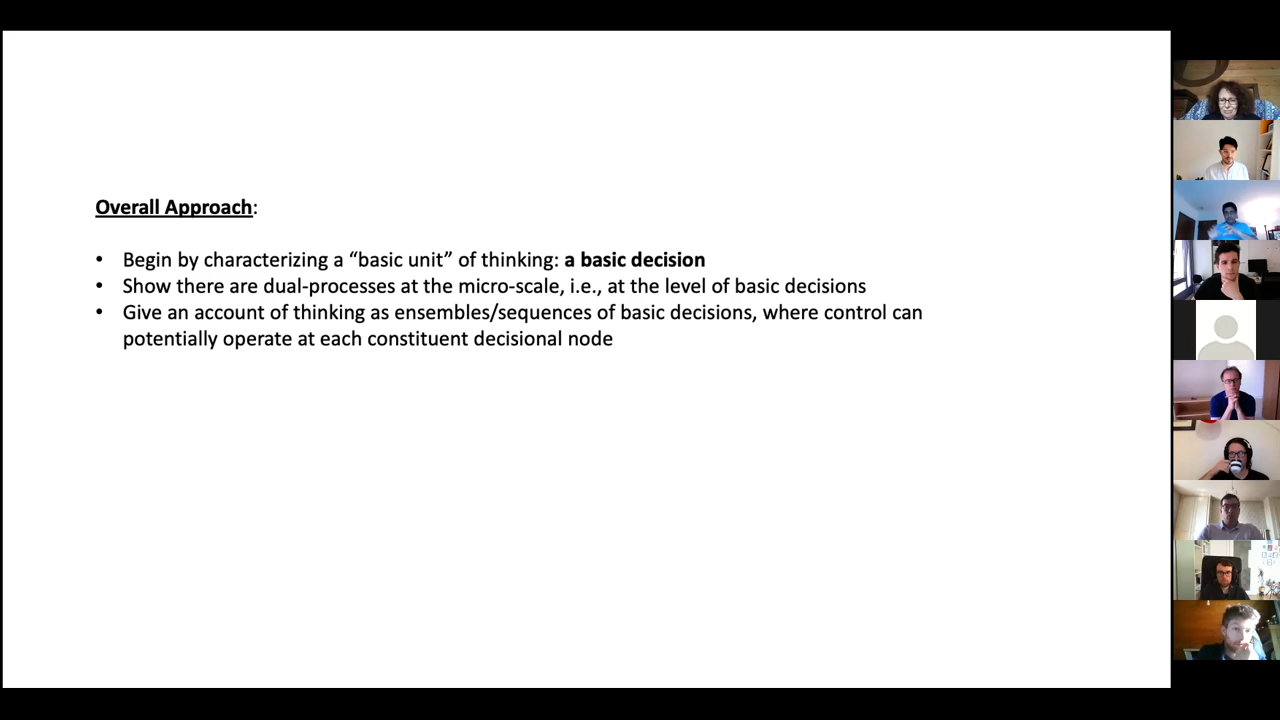 Overall Approach:
• Begin by characterizing a “basic unit” of thinking: a basic decision
• Show there are dual-processes at the micro-scale, i.e., at the level of basic decisions
• Give an account of thinking as ensembles/sequences of basic decisions, where control can
potentially operate at each constituent decisional node